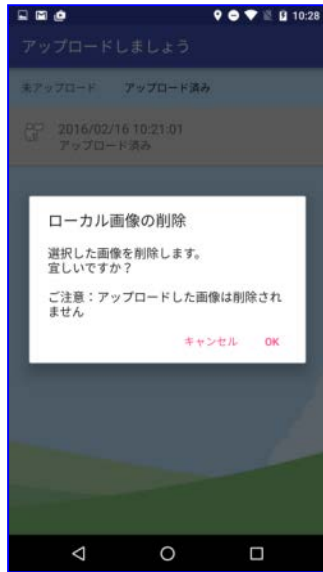 10:28
アップロードしましょう
未アップロード アップロード済み
2016/02/16 10:21:01
アップロード済み
ローカル画像の削除
選択した画像を削除します。
宜しいですか？
ご注意：アップロードした画像は削除され
ません
キャンセル OK